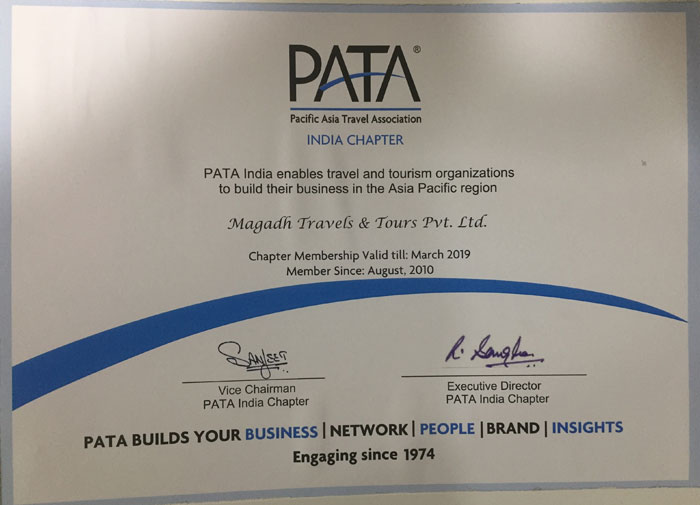 PATA®
Pacific Asia Travel Association
INDIA CHAPTER
PATA India enables travel and tourism organizations
to build their business in the Asia Pacific region
Magadh Travels & Tours Pvt. Ltd.
Chapter Membership Valid till: March 2019
Member Since: August, 2010
Sanjeet
Vice Chairman
PATA India Chapter
Executive Director
PATA India Chapter
PATA BUILDS YOUR BUSINESS | NETWORK | PEOPLE | BRAND | INSIGHTS
Engaging since 1974